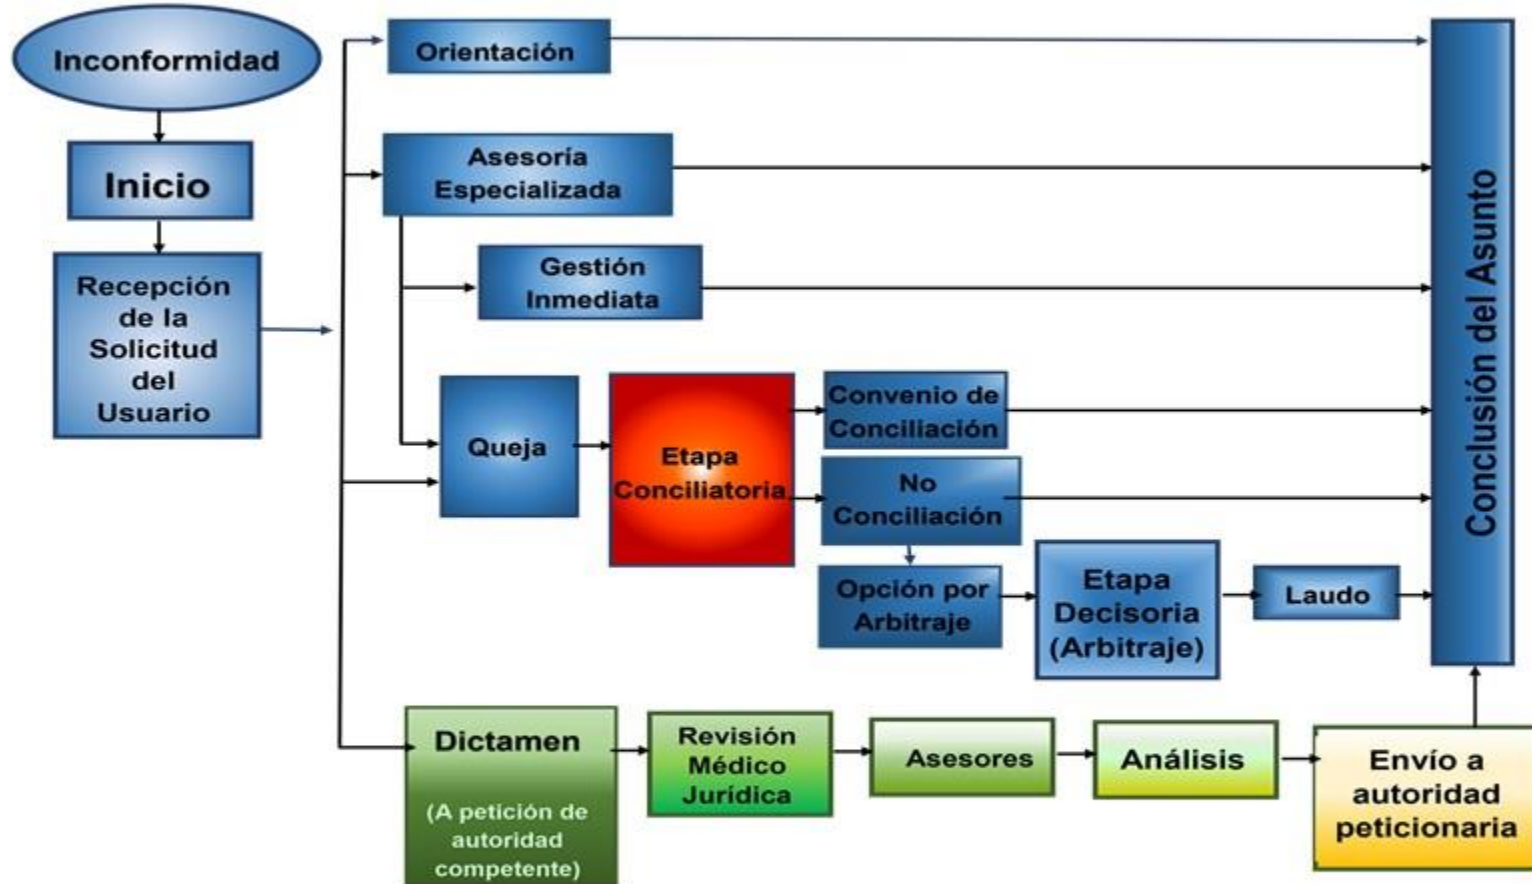 Inconformidad
Inicio
Recepción
de la
Solicitud
del
Usuario
Orientación
Asesoría
Especializada
Gestión
Inmediata
Queja
Etapa
Conciliatoria
Convenio de
Conciliación
No
Conciliación
Opción por
Arbitraje
Etapa
Decisoria
(Arbitraje)
Laudo
Conclusión del Asunto
Dictamen
(A petición de
autoridad
competente)
Revisión
Médico
Jurídica
Asesores
Análisis
Envío a
autoridad
peticionaria